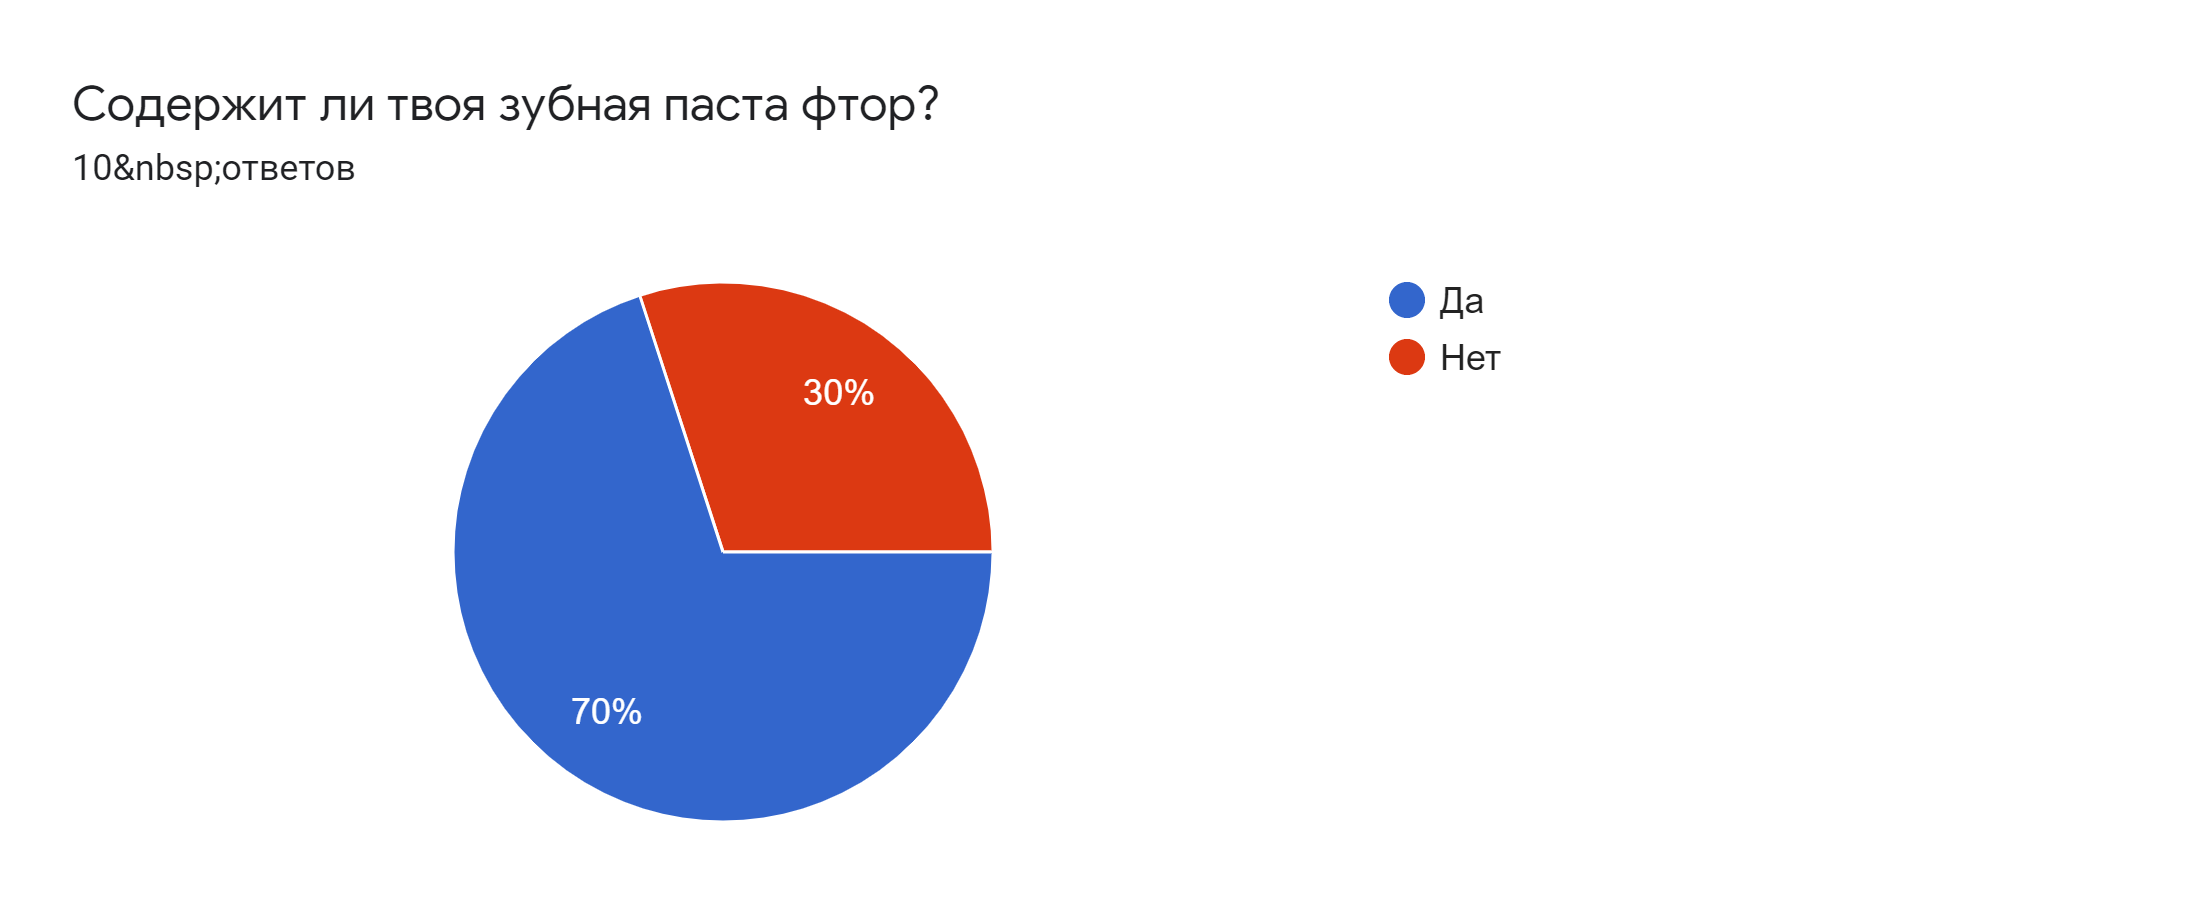 Содержит ли твоя зубная паста фтор?
10&nbsp;ответов
Да
Нет
30%
70%